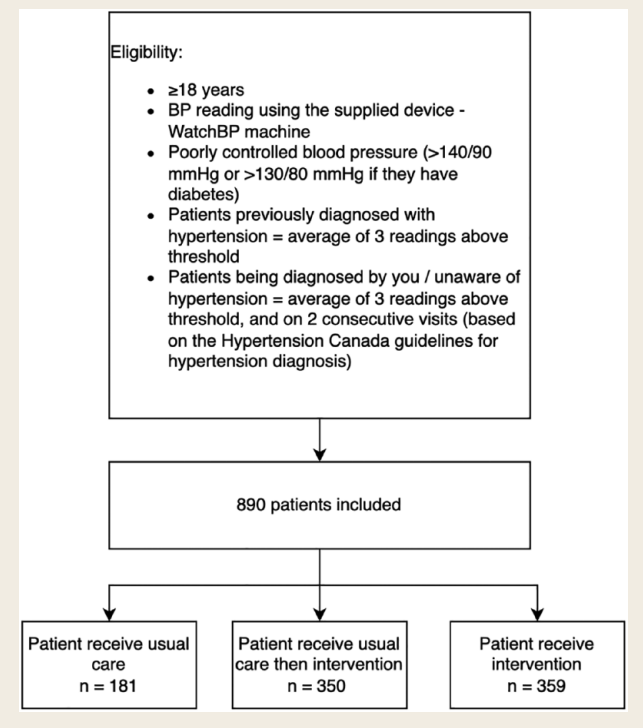 Eligibility:
• ≥18 years
• BP reading using the supplied device -
WatchBP machine
• Poorly controlled blood pressure (>140/90
mmHg or >130/80 mmHg if they have
diabetes)
• Patients previously diagnosed with
hypertension = average of 3 readings above
threshold
• Patients being diagnosed by you / unaware of
hypertension = average of 3 readings above
threshold, and on 2 consecutive visits (based
on the Hypertension Canada guidelines for
hypertension diagnosis)
890 patients included
Patient receive usual
care
n = 181
Patient receive usual
care then intervention
n = 350
Patient receive
intervention
n = 359